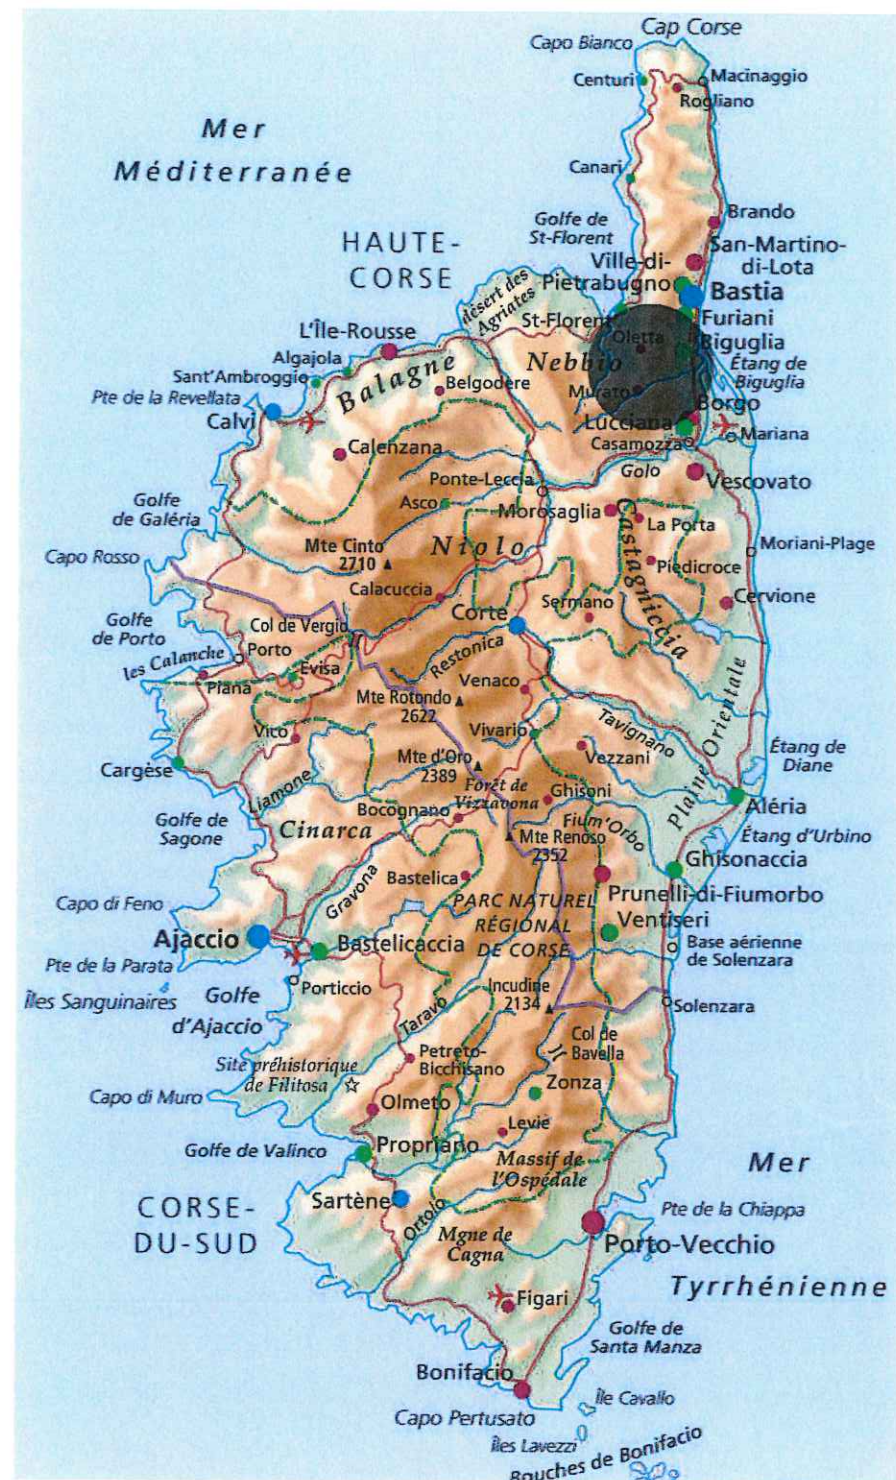 Cap Corse
Capo Bianco
Centuri
Macinaggio
Rogliano
Mer
Méditerranée
Canari
Golfe de
St-Florent
Brando
HAUTE-
CORSE
San-Martino-
di-Lota
Ville-di-
Pietrabugno
Bastia
désert des
Agriates
St-Florent
Furiani
L'Île-Rousse
Oletta
Biguglia
Algajola
Nebbio
Étang de
Biguglia
Sant'Ambroggio
Balagne
Belgodère
Murato
Borgo
Pte de la Revellata
Calvi
Lucciana
Mariana
Casamozza
Calenzana
Golo
Ponte-Leccia
Vescovato
Asco
Morosaglia
Castagniccia
La Porta
Golfe
de Galéria
Niolo
Mte Cinto
2710
Moriani-Plage
Capo Rosso
Piedicroce
Calacuccia
Cervione
Sermano
Corte
Golfe
de Porto
Col de Vergio
Porto
les Calanche
Restonica
Evisa
Piana
Venaco
Mte Rotondo
2622
Plaine Orientale
Vico
Vivario
Tavignano
Vezzani
Mte d'Oro
2389
Étang de
Diane
Cargèse
Liamone
Forêt de
Vizzavona
Ghisoni
Bocognano
Aléria
Golfe de
Sagone
Cinarca
Fium'Orbo
Mte Renoso
2352
Étang d'Urbino
Ghisonaccia
Bastelica
Gravona
Prunelli-di-Fiumorbo
PARC NATUREL
RÉGIONAL
DE CORSE
Capo di Feno
Ventiseri
Ajaccio
Bastelicaccia
Base aérienne
de Solenzara
Pte de la Parata
Porticcio
Îles Sanguinaires
Incudine
2134
Solenzara
Golfe
d'Ajaccio
Taravo
Col de
Bavella
Site préhistorique
de Filitosa
Petreto-
Bicchisano
Zonza
Capo di Muro
Olmeto
Levie
Golfe de Valinco
Propriano
Massif de
l'Ospédale
Mer
CORSE-
DU-SUD
Sartène
Ortolo
Pte de la Chiappa
Mgne de
Cagna
Porto-Vecchio
Tyrrhénienne
Figari
Golfe de
Santa Manza
Bonifacio
Île Cavallo
Capo Pertusato
Îles Lavezzi
Bouches de Bonifacio